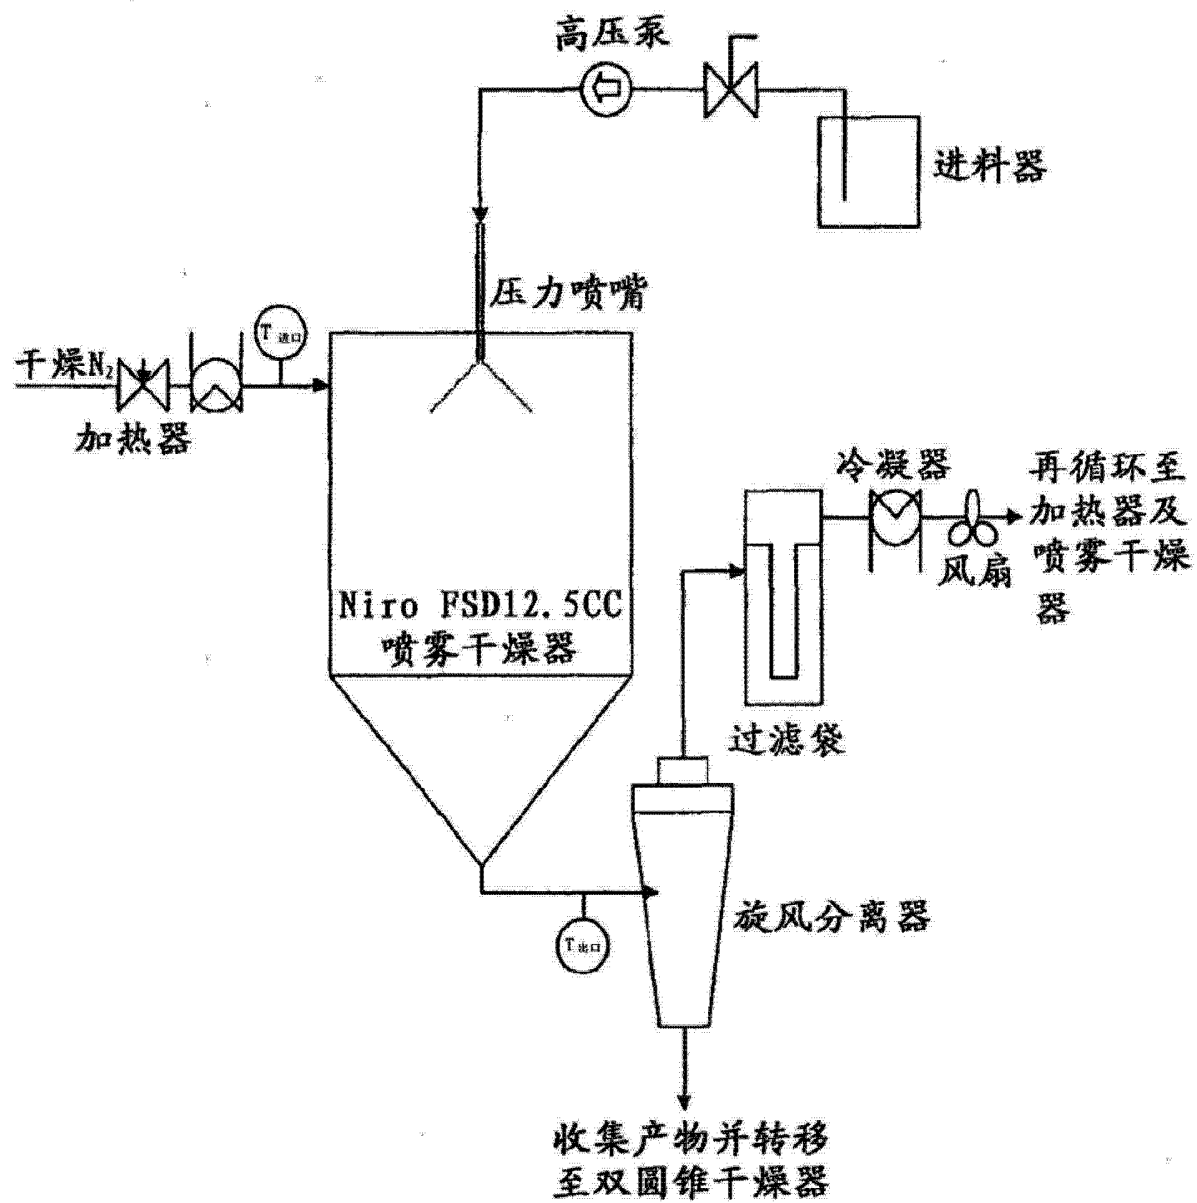 高压泵
进料器
压力喷嘴
T进口
干燥N2
加热器
冷凝器
再循环至
加热器及
喷雾干燥
器
风扇
Niro FSD12.5CC
喷雾干燥器
过滤袋
旋风分离器
T出口
收集产物并转移
至双圆锥干燥器